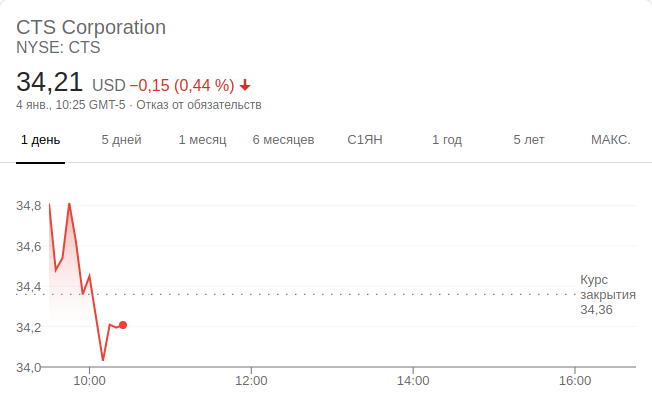 CTS Corporation
NYSE: CTS
34,21 USD −0,15 (0,44 %)
4 янв., 10:25 GMT-5 · Отказ от обязательств
1 день 5 дней 1 месяц 6 месяцев С1ЯН 1 год 5 лет МАКС.
34,8
34,6
34,4
34,2
34,0
Курс
закрытия
34,36
10:00 12:00 14:00 16:00